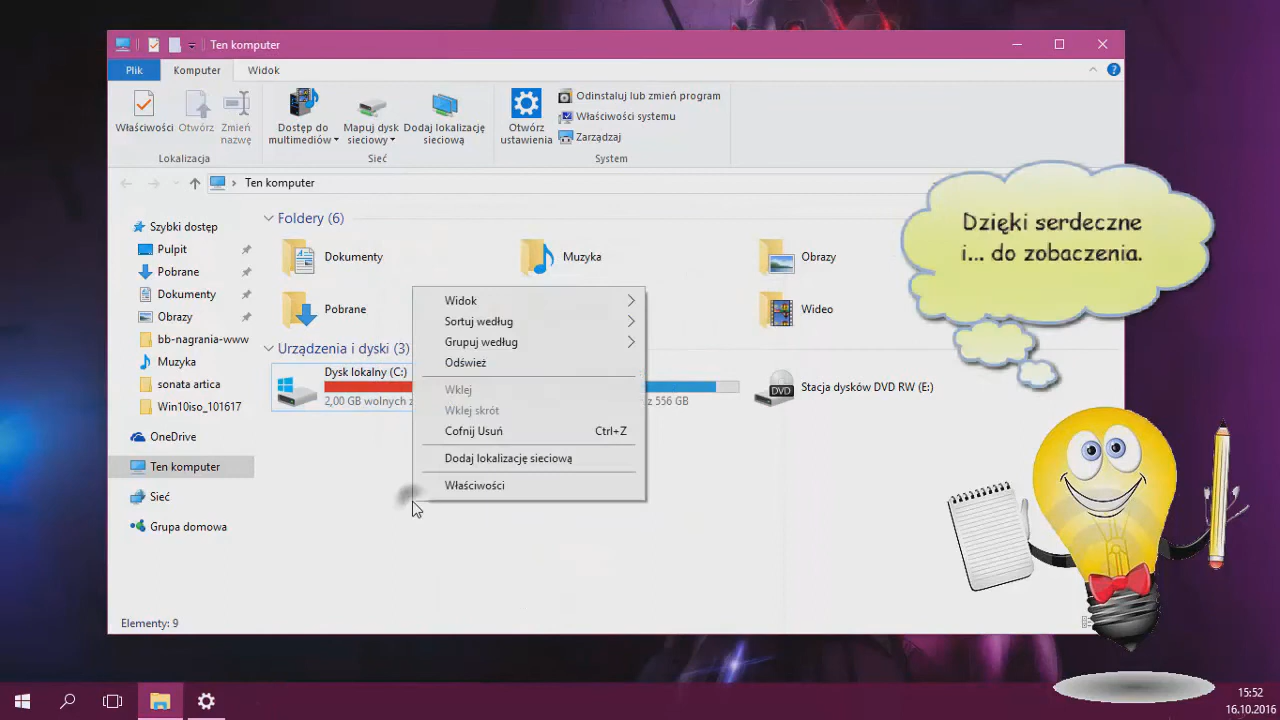 Ten komputer
Plik Komputer Widok
Właściwości Otwórz Zmień nazwę
Lokalizacja
Dostęp do multimediów Mapuj dysk sieciowy Dodaj lokalizację sieciową
Sieć
Otwórz ustawienia
Odinstaluj lub zmień program
Właściwości systemu
Zarządzaj
System
Ten komputer
Szybki dostęp
Pulpit
Pobrane
Dokumenty
Obrazy
bb-nagrania-www
Muzyka
sonata artica
Win10iso_101617
OneDrive
Ten komputer
Sieć
Grupa domowa
Foldery (6)
Dokumenty
Muzyka
Obrazy
Pobrane
Wideo
Urządzenia i dyski (3)
Dysk lokalny (C:)
2,00 GB wolnych z
z 556 GB
DVD
Stacja dysków DVD RW (E:)
Widok
Sortuj według
Grupuj według
Odśwież
Wklej
Wklej skrót
Cofnij Usuń Ctrl+Z
Dodaj lokalizację sieciową
Właściwości
Dzięki serdeczne
i... do zobaczenia.
Elementy: 9
15:52
16.10.2016